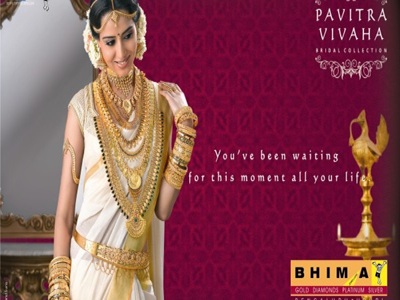 PAVITRA
VIVAHA
BRIDAL COLLECTION
You've been waiting
for this moment all your life
BHIMA
GOLD DIAMONDS PLATINUM SILVER